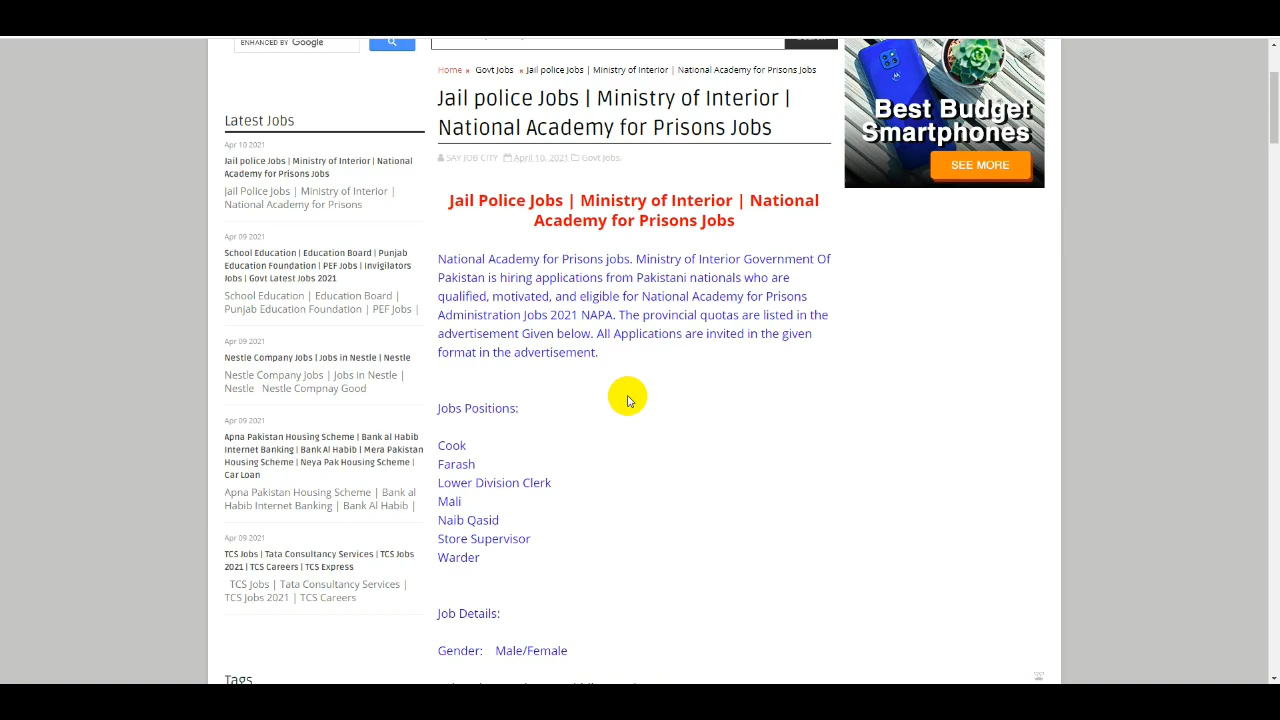 ENHANCED BY Google
Home » Govt Jobs » Jail police Jobs | Ministry of Interior | National Academy for Prisons Jobs
Jail police Jobs | Ministry of Interior |
National Academy for Prisons Jobs
SAY JOB CITY April 10, 2021 Govt Jobs,
Jail Police Jobs | Ministry of Interior | National
Academy for Prisons Jobs
National Academy for Prisons jobs. Ministry of Interior Government Of
Pakistan is hiring applications from Pakistani nationals who are
qualified, motivated, and eligible for National Academy for Prisons
Administration Jobs 2021 NAPA. The provincial quotas are listed in the
advertisement Given below. All Applications are invited in the given
format in the advertisement.
Jobs Positions:
Cook
Farash
Lower Division Clerk
Mali
Naib Qasid
Store Supervisor
Warder
Job Details:
Gender: Male/Female
Latest Jobs
Apr 10 2021
Jail police Jobs | Ministry of Interior | National
Academy for Prisons Jobs
Jail Police Jobs | Ministry of Interior |
National Academy for Prisons
Apr 09 2021
School Education | Education Board | Punjab
Education Foundation | PEF Jobs | Invigilators
Jobs | Govt Latest Jobs 2021
School Education | Education Board |
Punjab Education Foundation | PEF Jobs |
Apr 09 2021
Nestle Company Jobs | Jobs in Nestle | Nestle
Nestle Company Jobs | Jobs in Nestle |
Nestle Nestle Compnay Good
Apr 09 2021
Apna Pakistan Housing Scheme | Bank al Habib
Internet Banking | Bank Al Habib | Mera Pakistan
Housing Scheme | Neya Pak Housing Scheme |
Car Loan
Apna Pakistan Housing Scheme | Bank al
Habib Internet Banking | Bank Al Habib |
Apr 09 2021
TCS Jobs | Tata Consultancy Services | TCS Jobs
2021 | TCS Careers | TCS Express
TCS Jobs | Tata Consultancy Services |
TCS Jobs 2021 | TCS Careers
Tags
Best Budget
Smartphones
SEE MORE